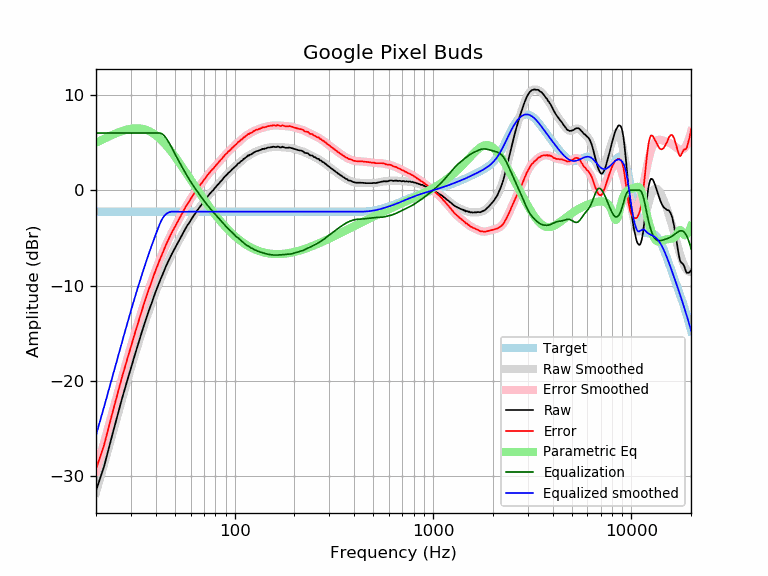 Google Pixel Buds
Amplitude (dBr)
10
0
−10
−20
−30
100
1000
10000
Frequency (Hz)
Target
Raw Smoothed
Error Smoothed
Raw
Error
Parametric Eq
Equalization
Equalized smoothed